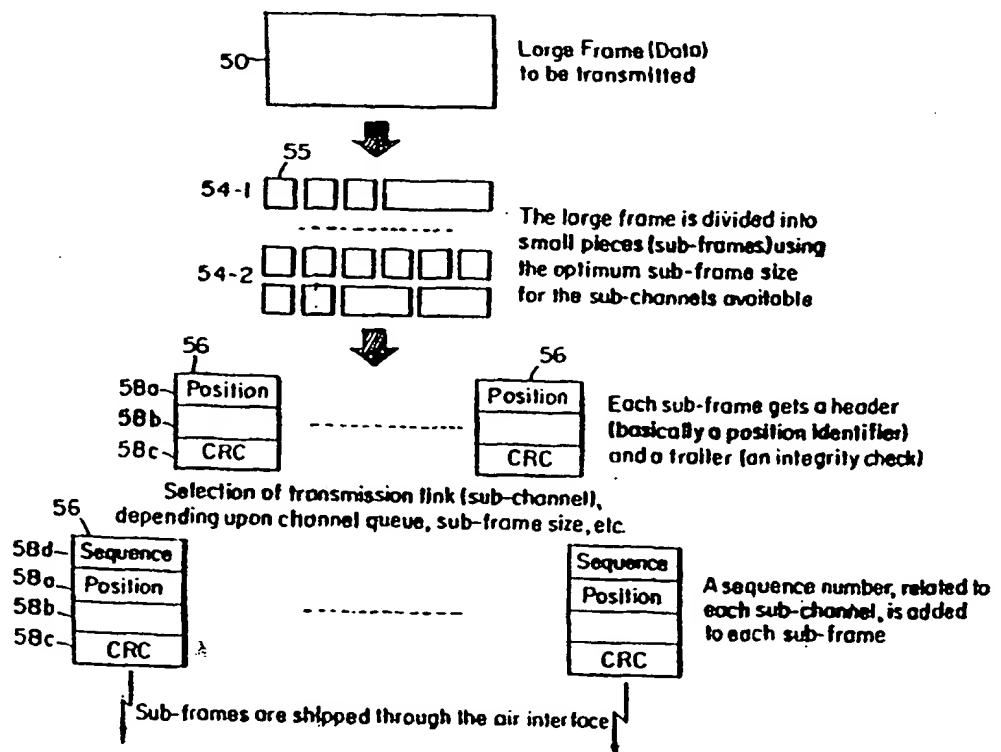 50
Large Frame (Data)
to be transmitted
55
54-1
54-2
The large frame is divided into
small pieces (sub-frames) using
the optimum sub-frame size
for the sub-channels available
56
56
58a
Position
Position
58b
58c
CRC
CRC
Each sub-frame gets a header
(basically a position identifier)
and a trailer (an integrity check)
Selection of transmission link (sub-channel),
depending upon channel queue, sub-frame size, etc.
56
58d
Sequence
Sequence
58a
Position
Position
58b
58c
CRC
CRC
A sequence number, related to
each sub-channel, is added
to each sub-frame
Sub-frames are shipped through the air interface